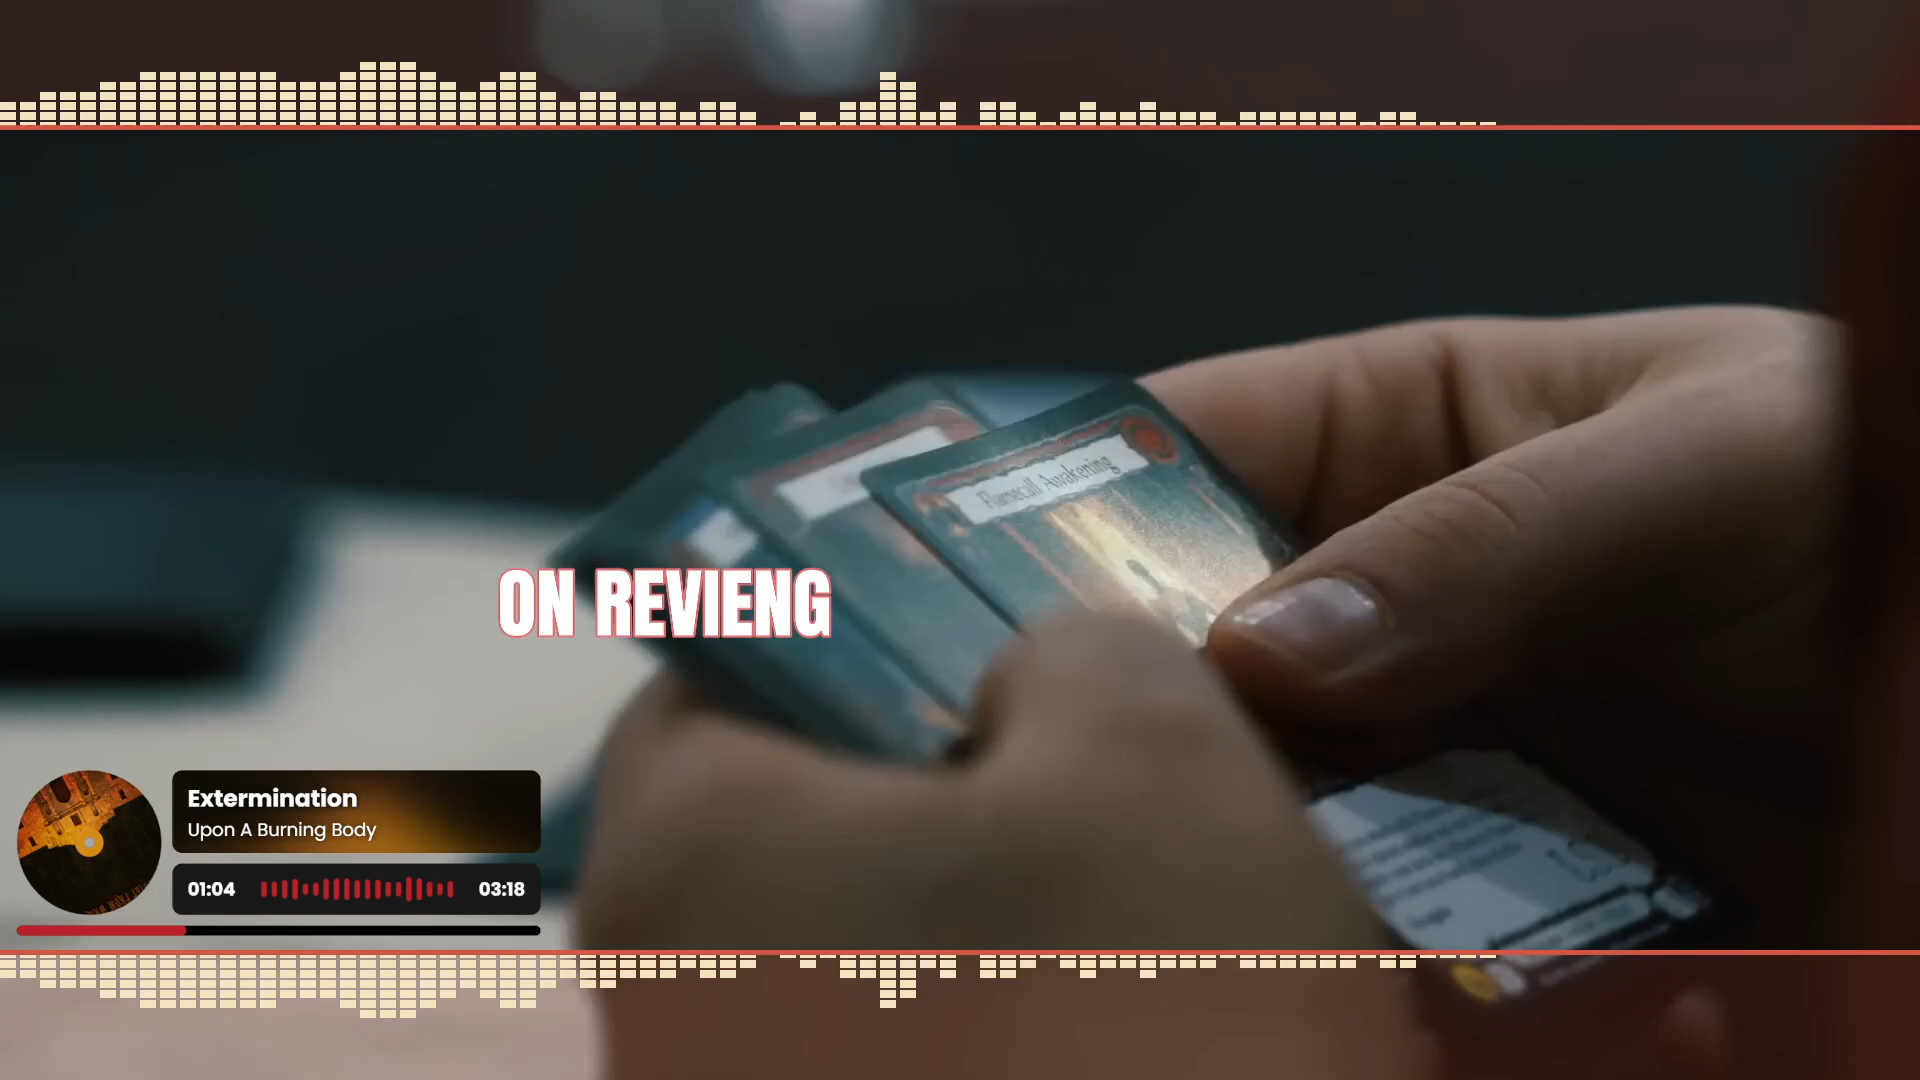 Flamecall Awakening
ON REVIENG
Extermination
Upon A Burning Body
01:04
03:18